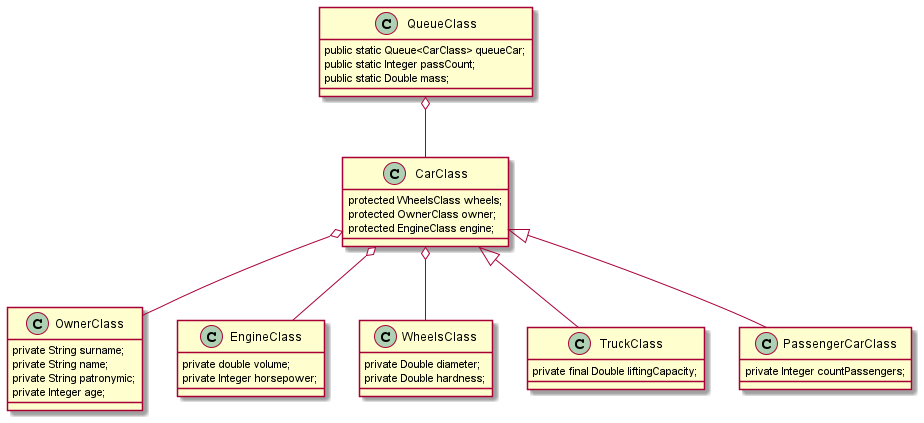 C QueueClass
public static Queue<CarClass> queueCar;
public static Integer passCount;
public static Double mass;
C CarClass
protected WheelsClass wheels;
protected OwnerClass owner;
protected EngineClass engine;
C OwnerClass
private String surname;
private String name;
private String patronymic;
private Integer age;
C EngineClass
private double volume;
private Integer horsepower;
C WheelsClass
private Double diameter;
private Double hardness;
C TruckClass
private final Double liftingCapacity;
C PassengerCarClass
private Integer countPassengers;